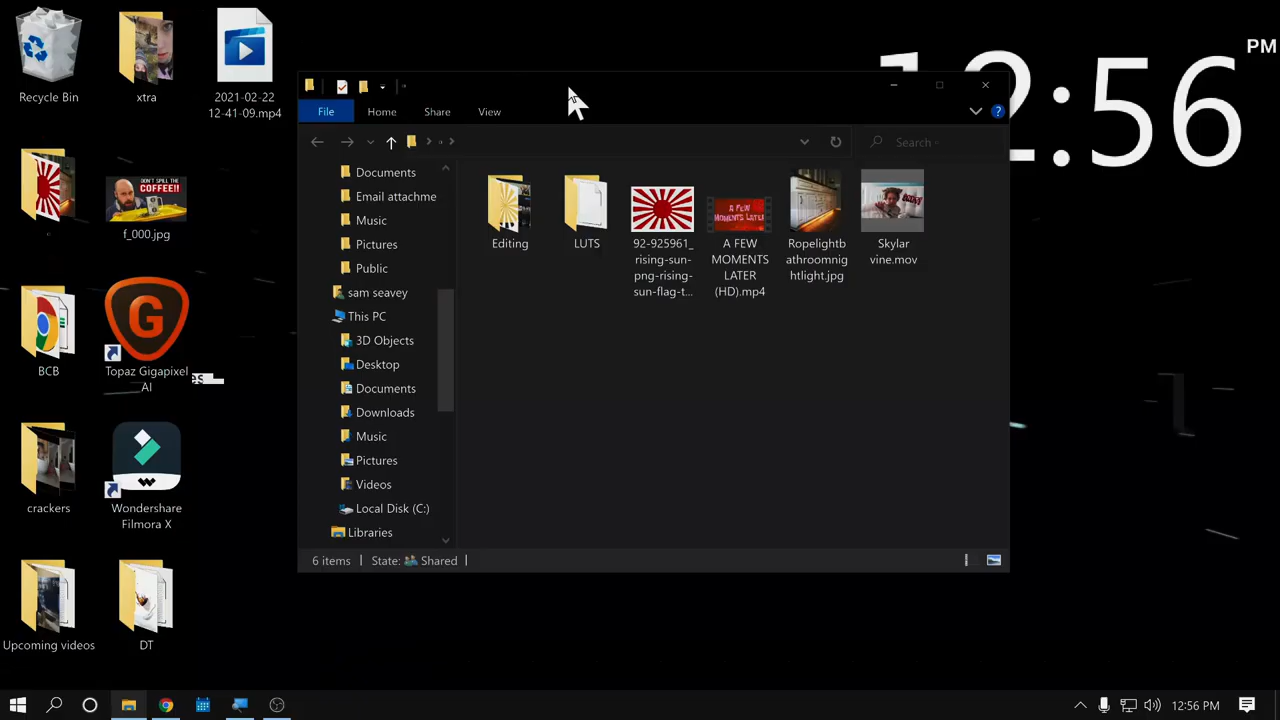 Recycle Bin
xtra
2021-02-22
12-41-09.mp4
f_000.jpg
DON'T SPILL THE
COFFEE!!
BCB
Topaz Gigapixel
AI
crackers
Wondershare
Filmora X
Upcoming videos
DT
PM
12:56
File
Home
Share
View
Search
Documents
Email attachme
Music
Pictures
Public
sam seavey
This PC
3D Objects
Desktop
Documents
Downloads
Music
Pictures
Videos
Local Disk (C:)
Libraries
Editing
LUTS
92-925961_
rising-sun-
png-rising-
sun-flag-t...
A FEW
MOMENTS
LATER
A FEW
MOMENTS
LATER
(HD).mp4
Ropelightb
athroomnig
htlight.jpg
Skylar
vine.mov
6 items
State:
Shared
12:56 PM